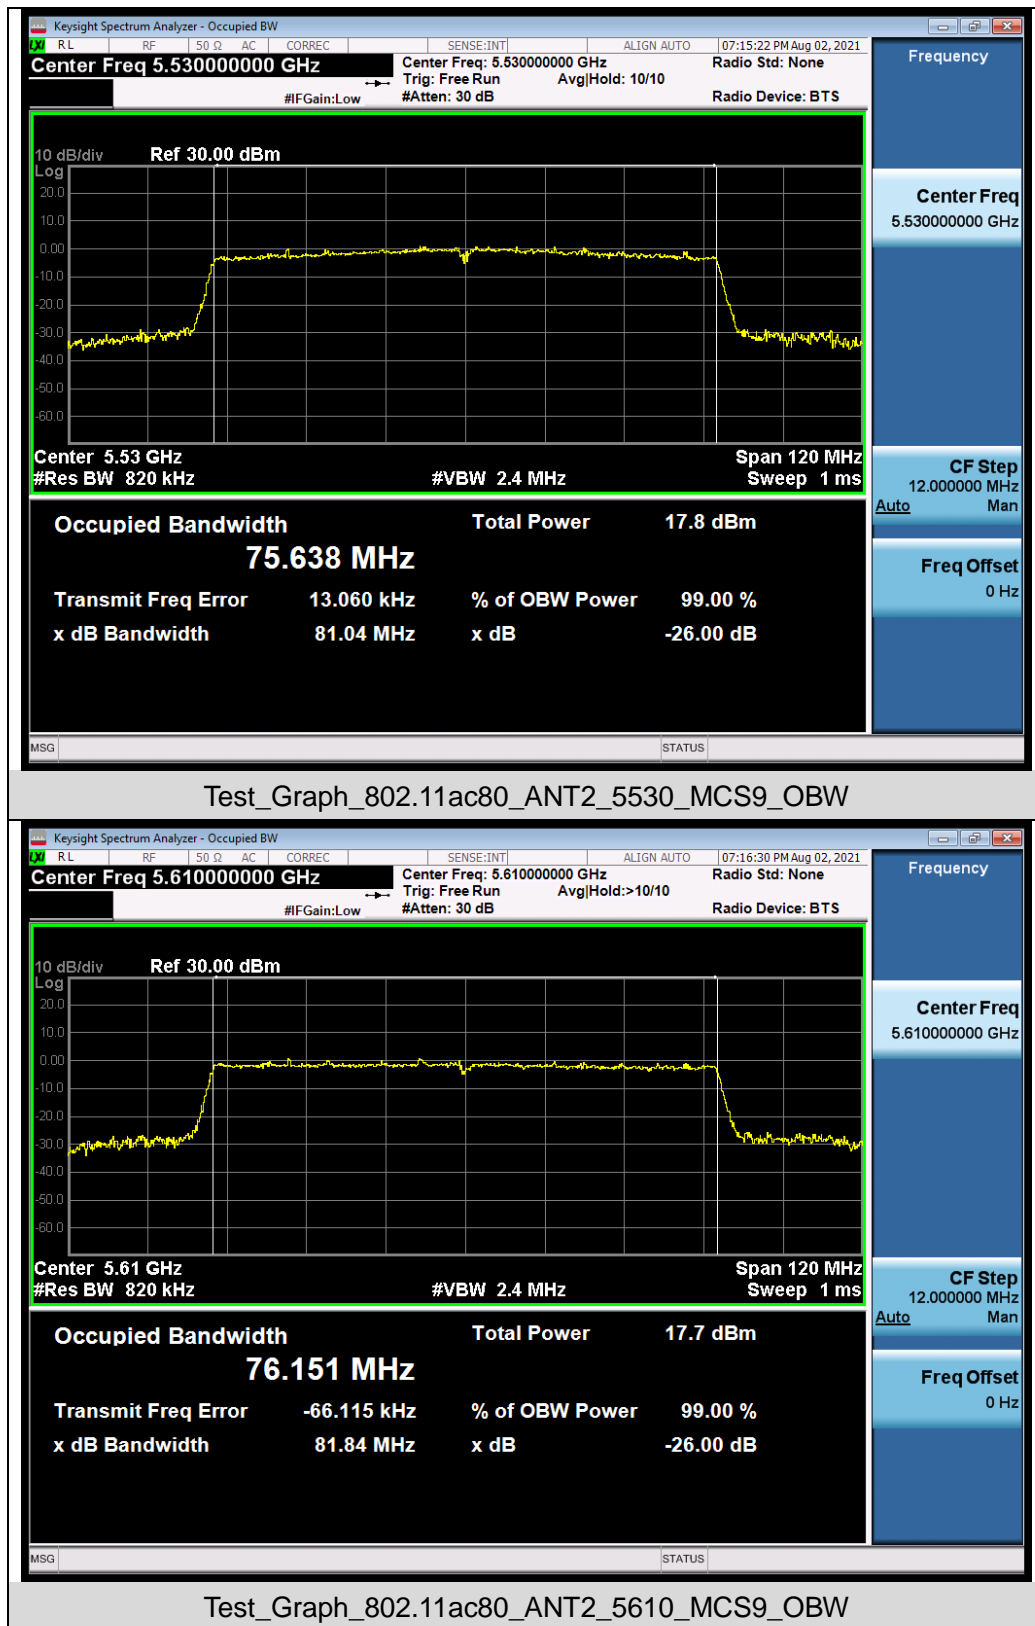 Keysight Spectrum Analyzer - Occupied BW
LXI RL RF 50 Ω AC CORREC SENSE:INT ALIGN AUTO 07:15:22 PM Aug 02, 2021
Center Freq 5.530000000 GHz
Center Freq: 5.530000000 GHz Radio Std: None
Trig: Free Run Avg|Hold: 10/10
#IFGain:Low #Atten: 30 dB Radio Device: BTS
Frequency
10 dB/div Ref 30.00 dBm
Log
20.0
10.0
0.00
-10.0
-20.0
-30.0
-40.0
-50.0
-60.0
Center 5.53 GHz Span 120 MHz
#Res BW 820 kHz #VBW 2.4 MHz Sweep 1 ms
Center Freq
5.530000000 GHz
CF Step
12.000000 MHz
Auto Man
Freq Offset
0 Hz
Occupied Bandwidth Total Power 17.8 dBm
75.638 MHz
Transmit Freq Error 13.060 kHz % of OBW Power 99.00 %
x dB Bandwidth 81.04 MHz x dB -26.00 dB
MSG STATUS
Test_Graph_802.11ac80_ANT2_5530_MCS9_OBW
Keysight Spectrum Analyzer - Occupied BW
LXI RL RF 50 Ω AC CORREC SENSE:INT ALIGN AUTO 07:16:30 PM Aug 02, 2021
Center Freq 5.610000000 GHz
Center Freq: 5.610000000 GHz Radio Std: None
Trig: Free Run Avg|Hold:>10/10
#IFGain:Low #Atten: 30 dB Radio Device: BTS
Frequency
10 dB/div Ref 30.00 dBm
Log
20.0
10.0
0.00
-10.0
-20.0
-30.0
-40.0
-50.0
-60.0
Center 5.61 GHz Span 120 MHz
#Res BW 820 kHz #VBW 2.4 MHz Sweep 1 ms
Center Freq
5.610000000 GHz
CF Step
12.000000 MHz
Auto Man
Freq Offset
0 Hz
Occupied Bandwidth Total Power 17.7 dBm
76.151 MHz
Transmit Freq Error -66.115 kHz % of OBW Power 99.00 %
x dB Bandwidth 81.84 MHz x dB -26.00 dB
MSG STATUS
Test_Graph_802.11ac80_ANT2_5610_MCS9_OBW